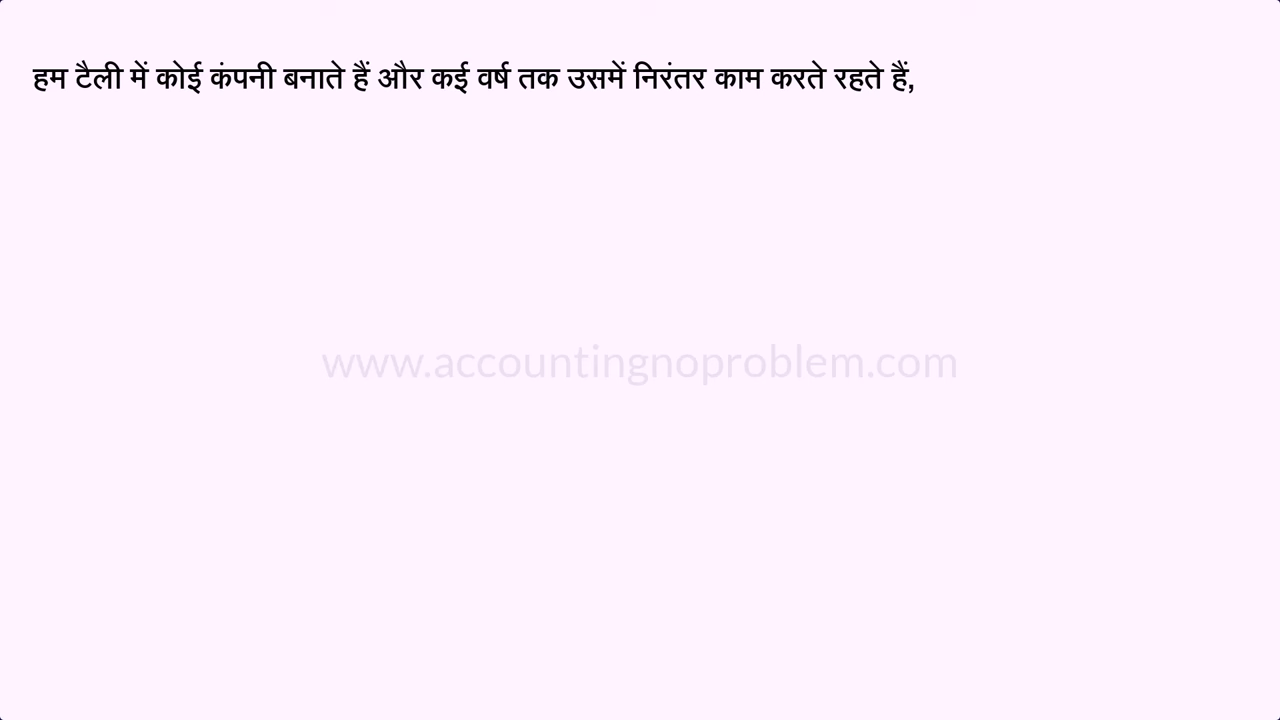 हम टैली में कोई कंपनी बनाते हैं और कई वर्ष तक उसमें निरंतर काम करते रहते हैं,
www.accountingnoproblem.com